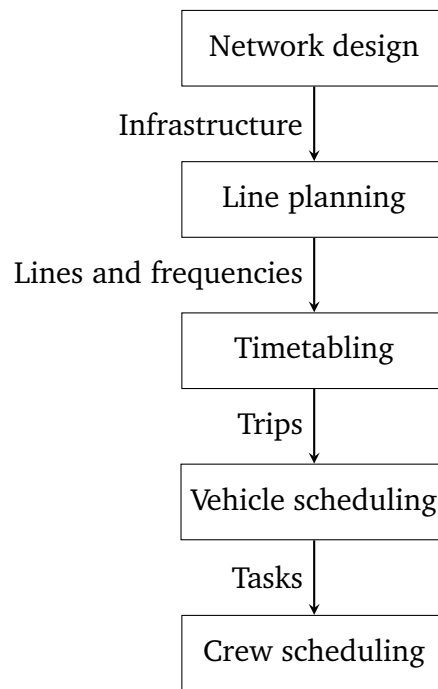 Network design
Infrastructure
Line planning
Lines and frequencies
Timetabling
Trips
Vehicle scheduling
Tasks
Crew scheduling